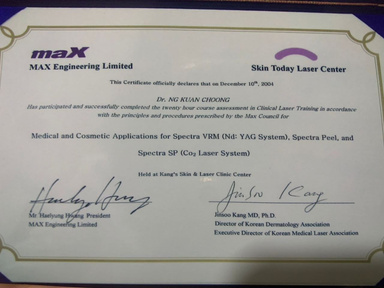 max
MAX Engineering Limited
Skin Today Laser Center
This Certificate officially declares that on December 10th, 2004
Dr. NG KUAN CHOONG
Has participated and successfully completed the twenty hour course assessment in Clinical Laser Training in accordance
with the principles and procedures prescribed by the Max Council for
Medical and Cosmetic Applications for Spectra VRM (Nd: YAG System), Spectra Peel, and
Spectra SP (Co2 Laser System)
Held at Kang's Skin & Laser Clinic Center
Mr. Haelyung Hwang President
MAX Engineering Limited
Jinsoo Kang MD, Ph.D.
Director of Korean Dermatology Association
Executive Director of Korean Medical Laser Association